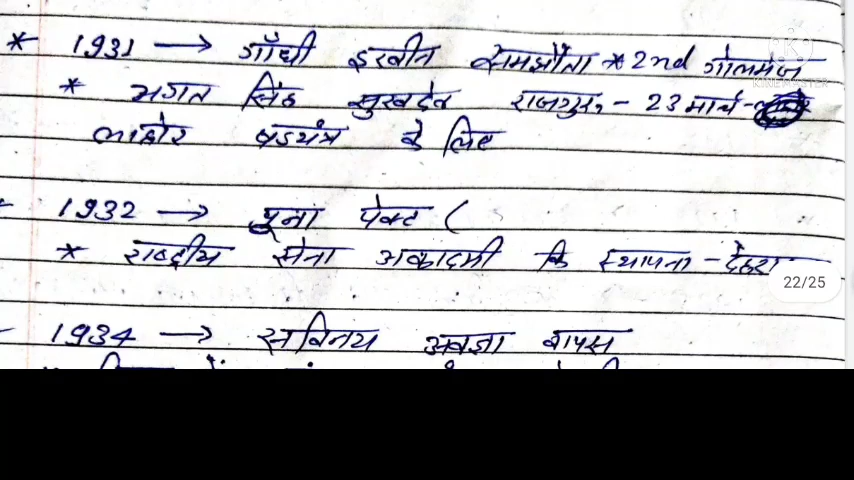 * 1931 → गाँधी इरवीन समझौता * 2nd गोलमेज
* भगत सिंह सुखदेव राजगुरु - 23 मार्च -
लाहौर षडयंत्र के लिए
1932 → पुना पेक्ट (
* राष्ट्रीय सेना अकादमी कि स्थापना - देहरा
22/25
1934 → सविनय अवज्ञा वापस
KINEMASTER